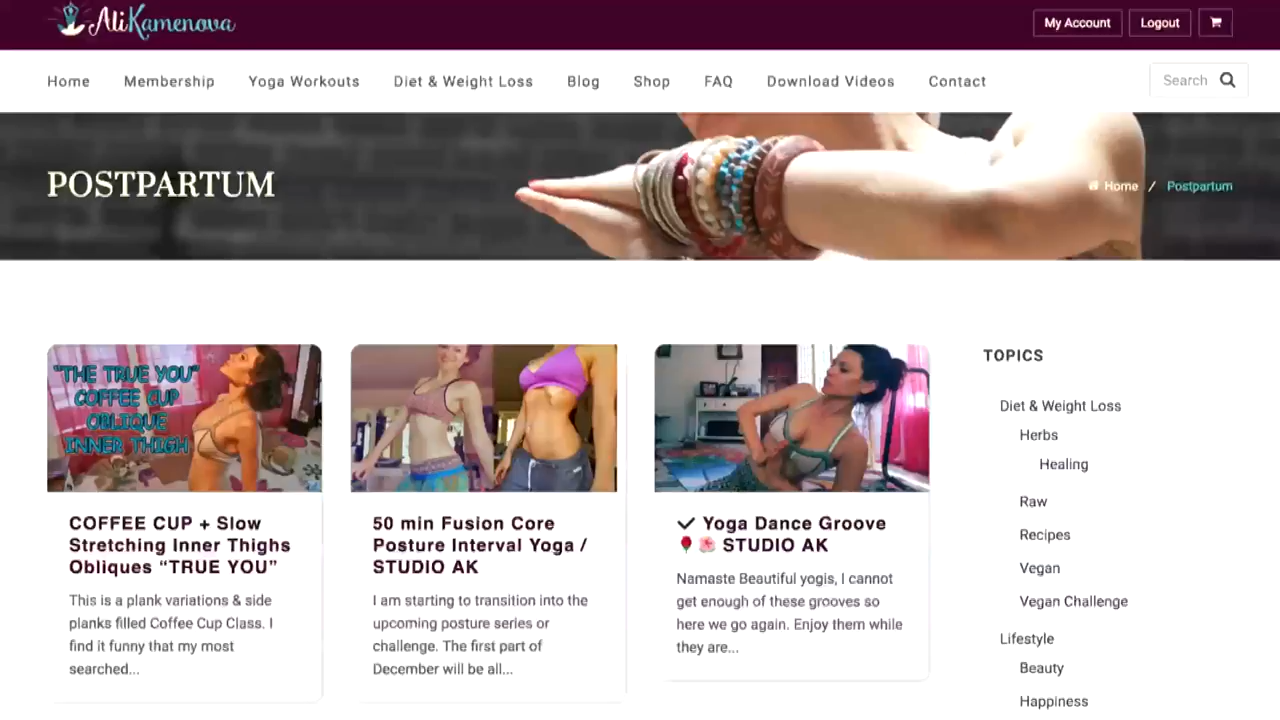 AliKamenova
My Account
Logout
Home
Membership
Yoga Workouts
Diet & Weight Loss
Blog
Shop
FAQ
Download Videos
Contact
Search
POSTPARTUM
Home / Postpartum
"THE TRUE YOU"
COFFEE CUP
OBLIQUE
INNER THIGH
COFFEE CUP + Slow
Stretching Inner Thighs
Obliques “TRUE YOU”
This is a plank variations & side
planks filled Coffee Cup Class. I
find it funny that my most
searched...
50 min Fusion Core
Posture Interval Yoga /
STUDIO AK
I am starting to transition into the
upcoming posture series or
challenge. The first part of
December will be all...
✓ Yoga Dance Groove
🌹🌺 STUDIO AK
Namaste Beautiful yogis, I cannot
get enough of these grooves so
here we go again. Enjoy them while
they are...
TOPICS
Diet & Weight Loss
Herbs
Healing
Raw
Recipes
Vegan
Vegan Challenge
Lifestyle
Beauty
Happiness